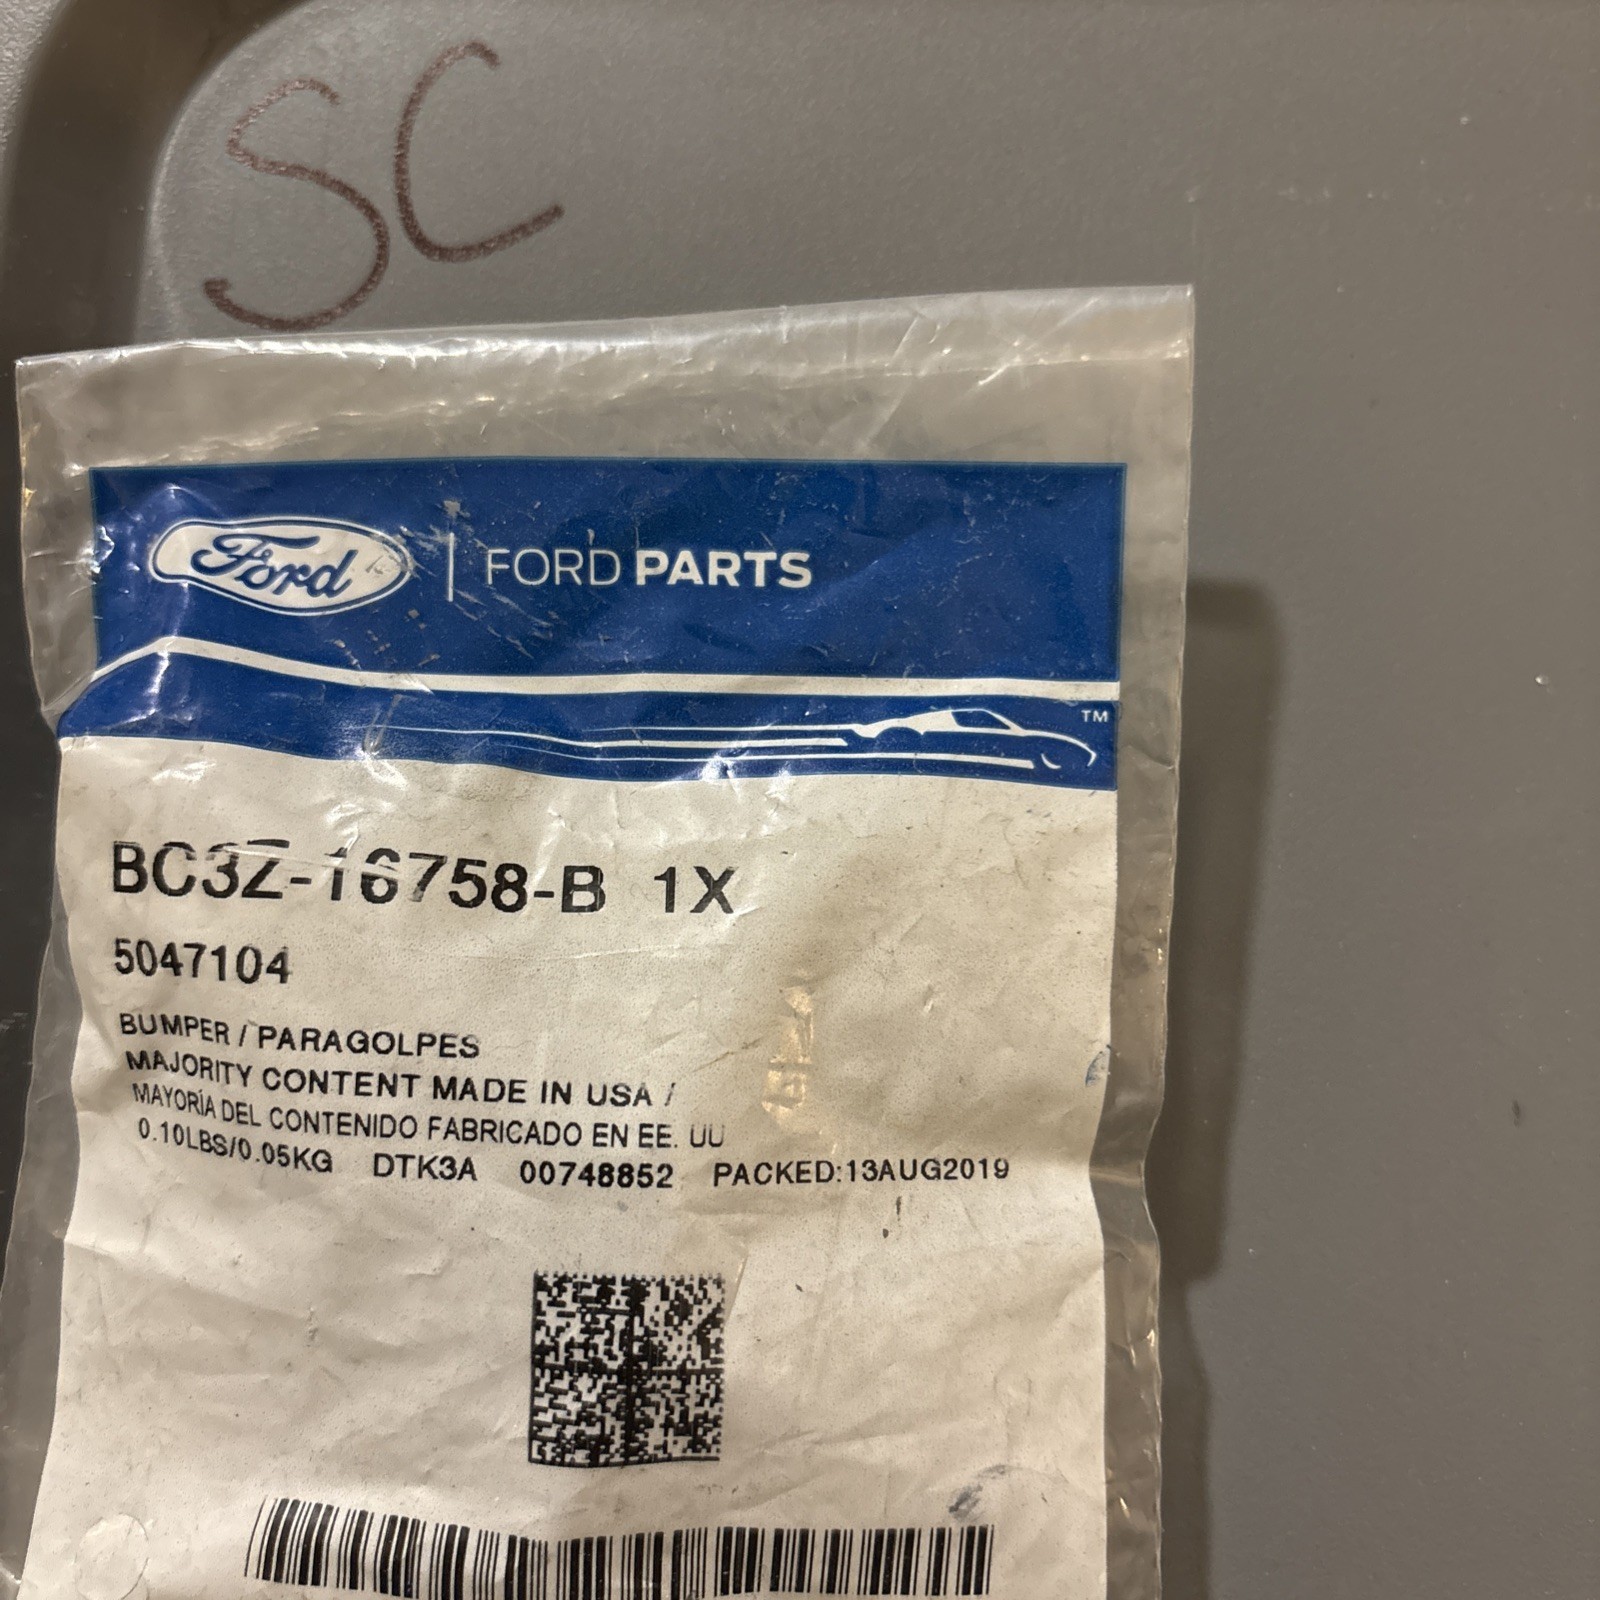 SC
Ford | FORD PARTS
TM
BC3Z-16758-B 1X
5047104
BUMPER / PARAGOLPES
MAJORITY CONTENT MADE IN USA /
MAYORÍA DEL CONTENIDO FABRICADO EN EE. UU
0.10LBS/0.05KG DTK3A 00748852 PACKED:13AUG2019